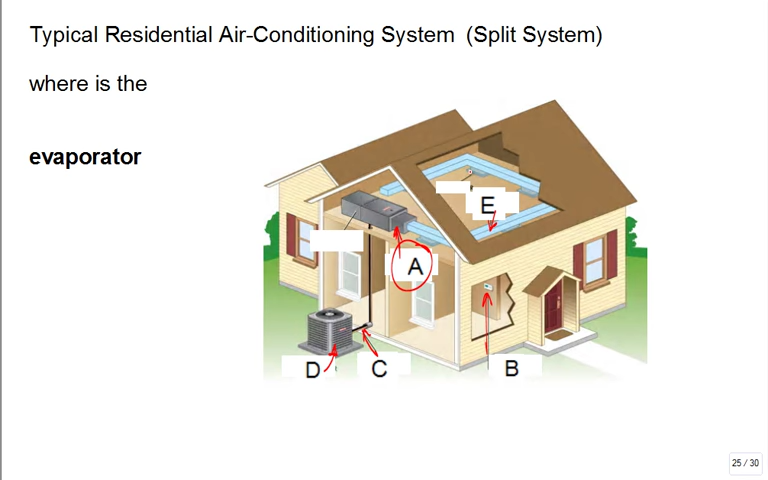 Typical Residential Air-Conditioning System (Split System)
where is the
evaporator
E
A
D
C
B
25 / 30